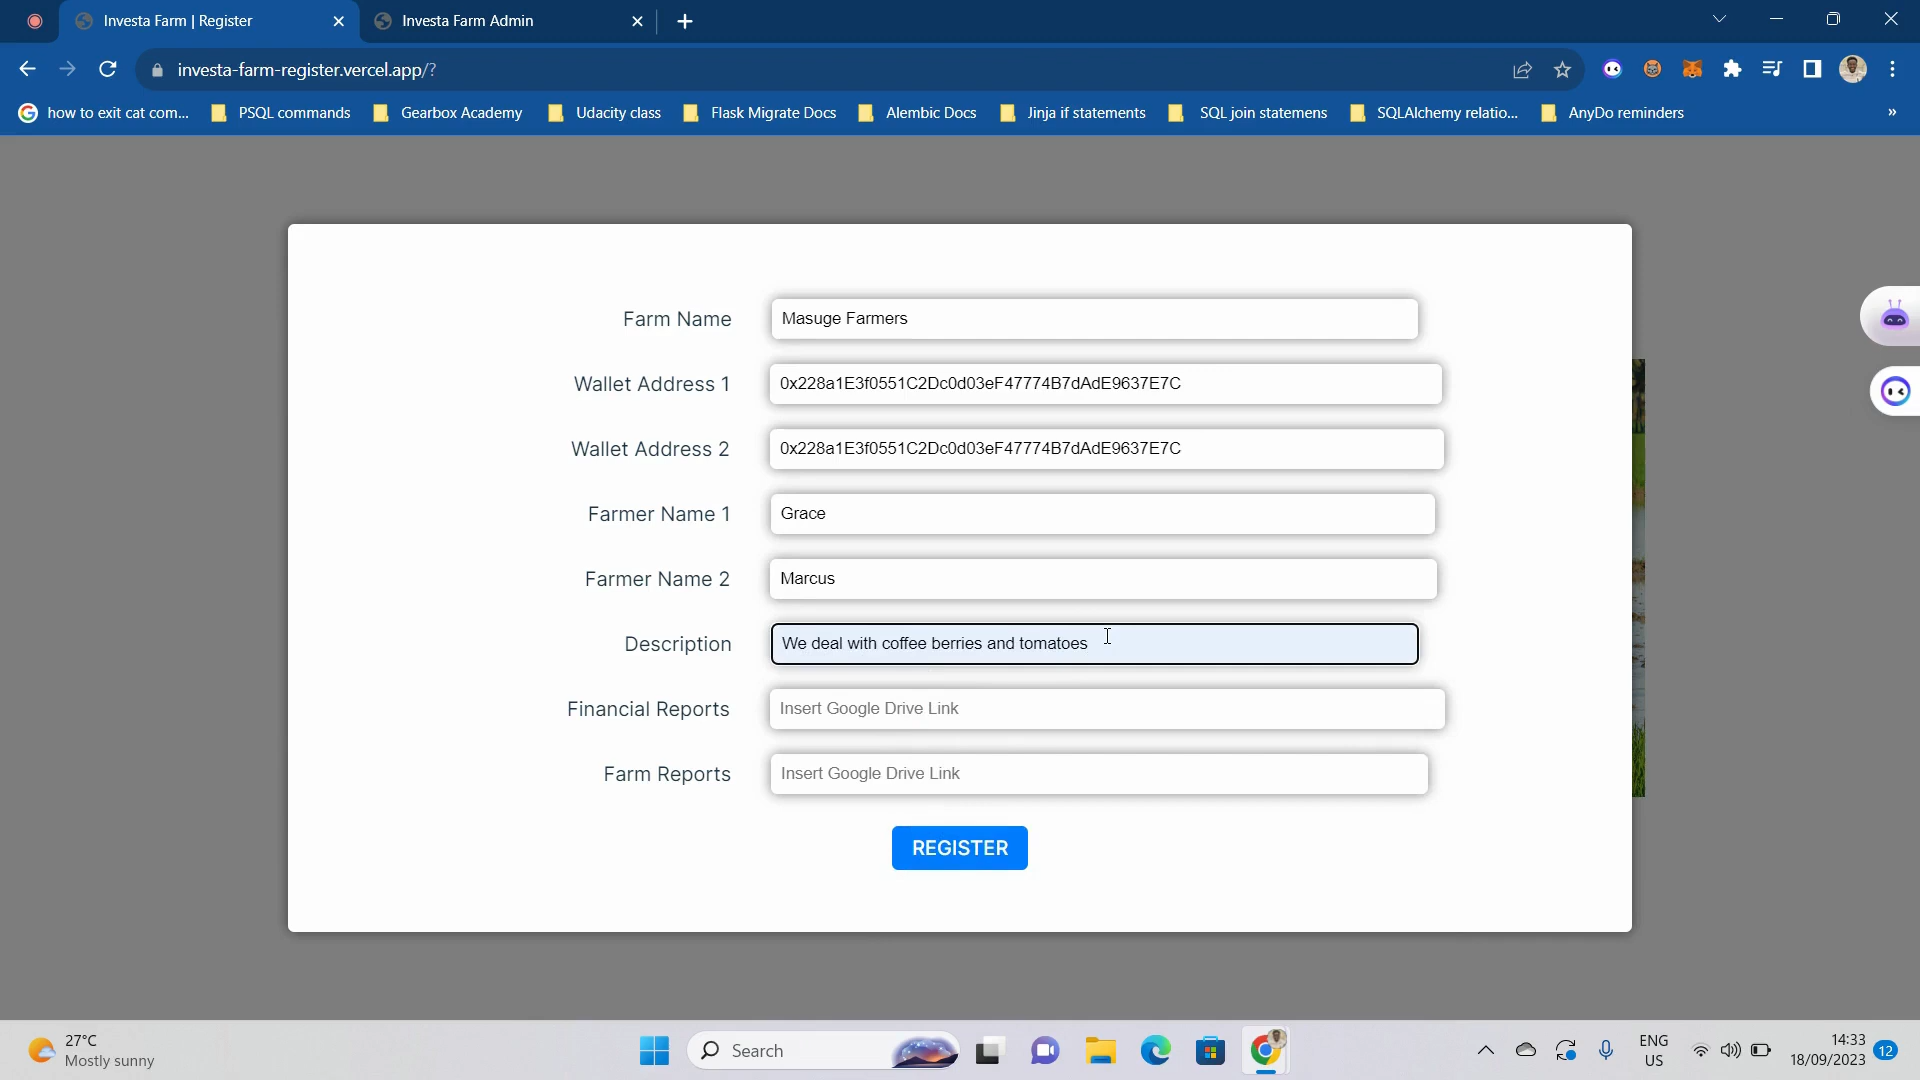 Investa Farm | Register
Investa Farm Admin
investa-farm-register.vercel.app/?
how to exit cat com...
PSQL commands
Gearbox Academy
Udacity class
Flask Migrate Docs
Alembic Docs
Jinja if statements
SQL join statemens
SQLAlchemy relatio...
AnyDo reminders
»
Farm Name
Masuge Farmers
Wallet Address 1
0x228a1E3f0551C2Dc0d03eF47774B7dAdE9637E7C
Wallet Address 2
0x228a1E3f0551C2Dc0d03eF47774B7dAdE9637E7C
Farmer Name 1
Grace
Farmer Name 2
Marcus
Description
We deal with coffee berries and tomatoes
Financial Reports
Insert Google Drive Link
Farm Reports
Insert Google Drive Link
REGISTER
27°C
Mostly sunny
Search
ENG
US
14:33
18/09/2023
12